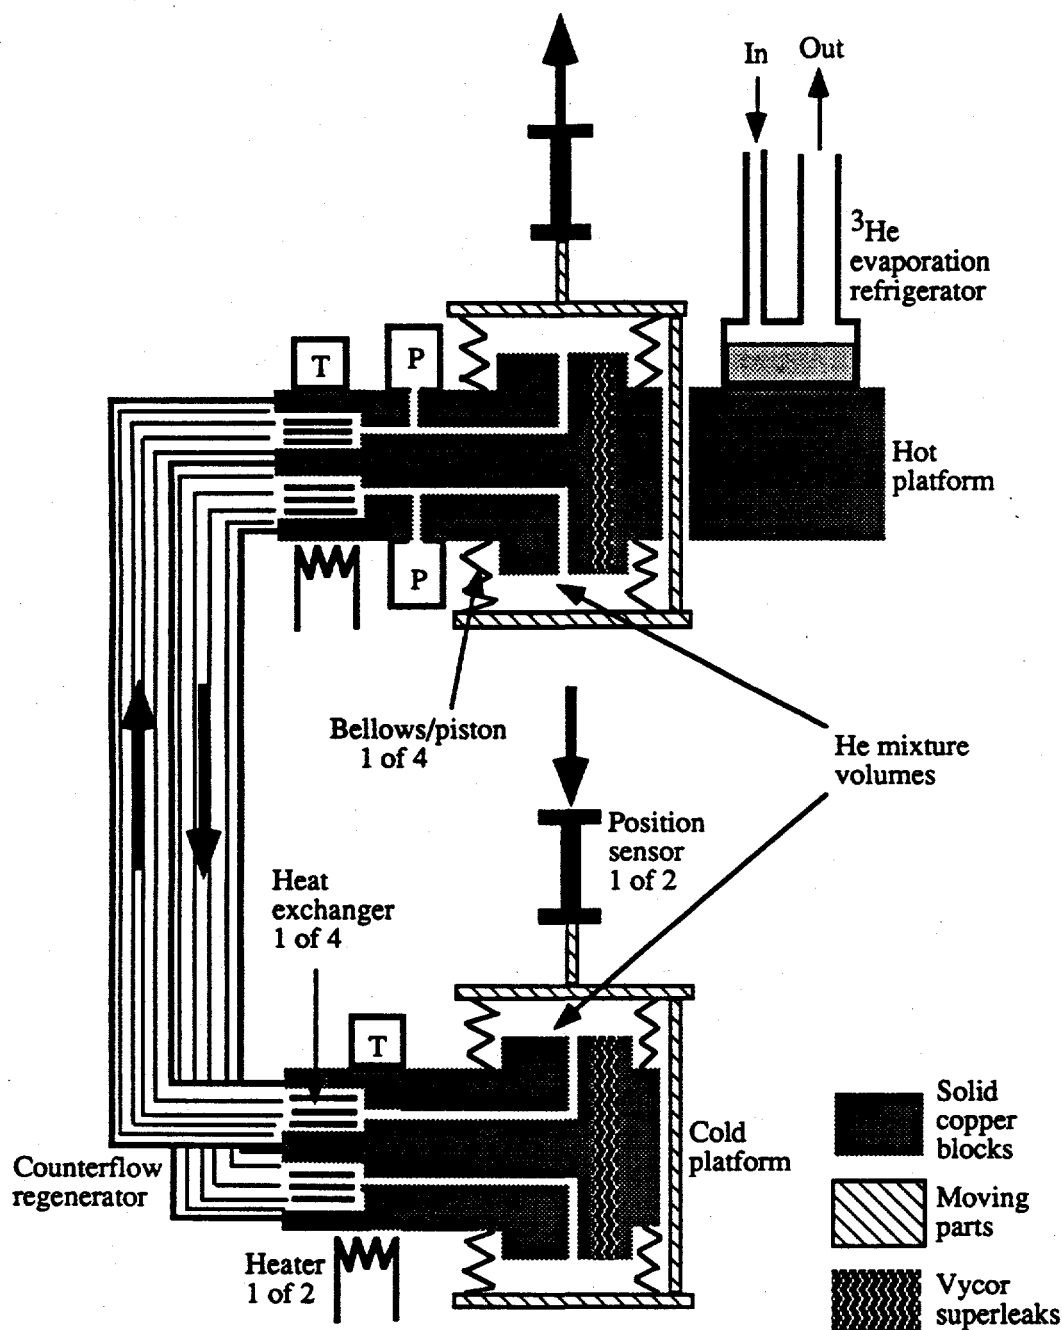 In
Out
3He
evaporation
refrigerator
T
P
Hot
platform
P
Bellows/piston
1 of 4
He mixture
volumes
Position
sensor
1 of 2
Heat
exchanger
1 of 4
T
Cold
platform
Counterflow
regenerator
Heater
1 of 2
Solid
copper
blocks
Moving
parts
Vycor
superleaks